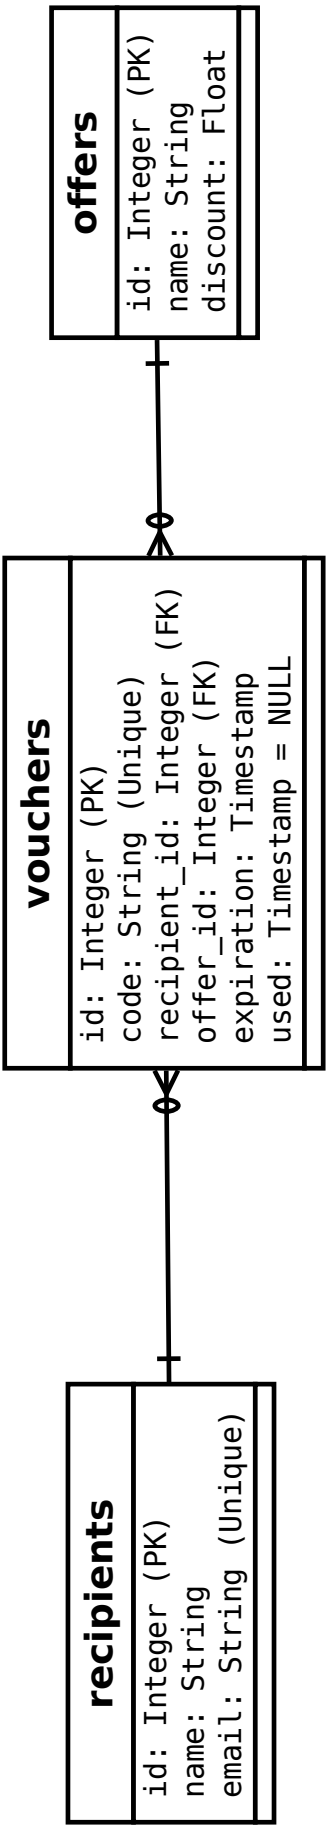 recipients
id: Integer (PK)
name: String
email: String (Unique)
vouchers
id: Integer (PK)
code: String (Unique)
recipient_id: Integer (FK)
offer_id: Integer (FK)
expiration: Timestamp
used: Timestamp = NULL
offers
id: Integer (PK)
name: String
discount: Float